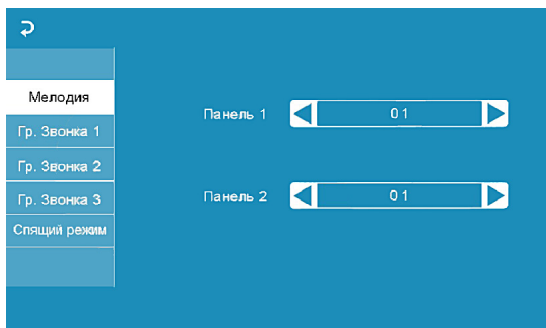 Мелодия
Гр. Звонка 1
Гр. Звонка 2
Гр. Звонка 3
Спящий режим
Панель 1 01
Панель 2 01